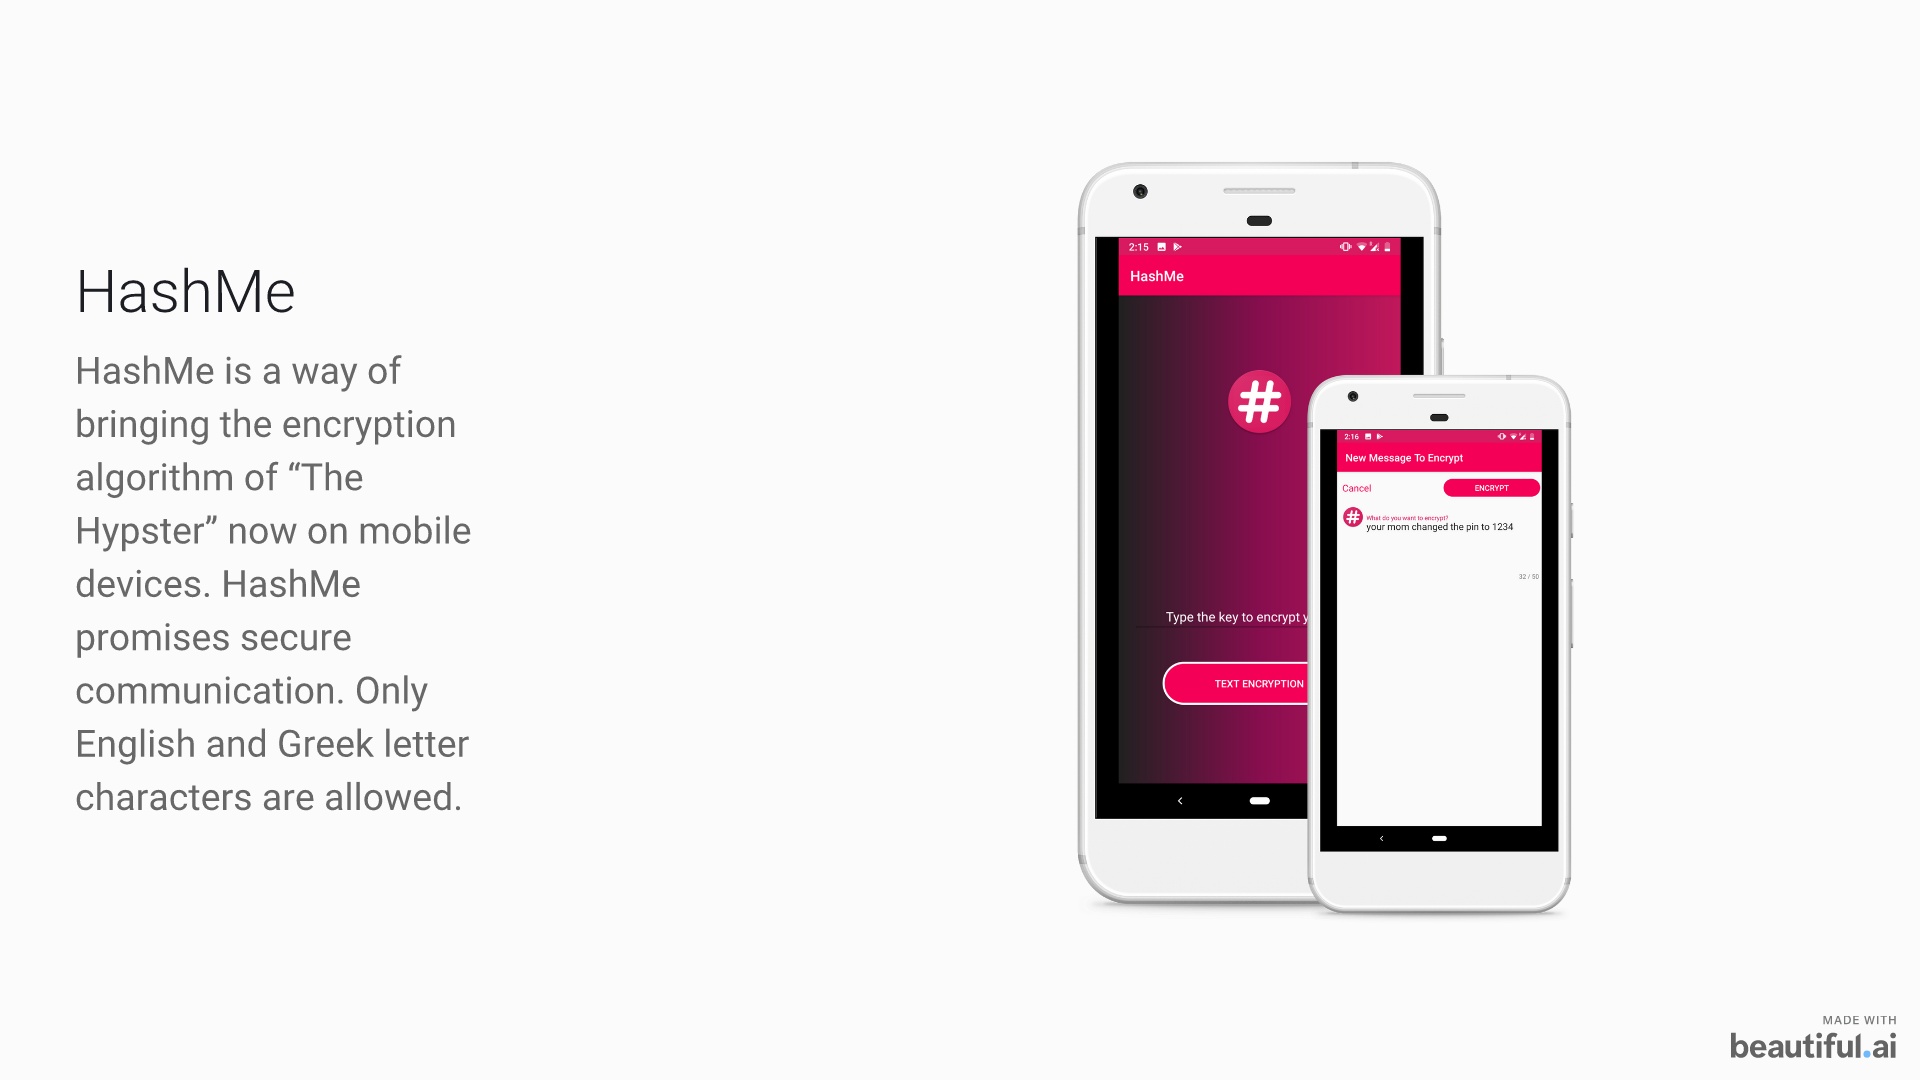 HashMe
HashMe is a way of
bringing the encryption
algorithm of “The
Hypster” now on mobile
devices. HashMe
promises secure
communication. Only
English and Greek letter
characters are allowed.
2:15
HashMe
#
Type the key to encrypt y
TEXT ENCRYPTION
2:16
New Message To Encrypt
Cancel ENCRYPT
#
What do you want to encrypt?
your mom changed the pin to 1234
32 / 50
MADE WITH
beautiful.ai